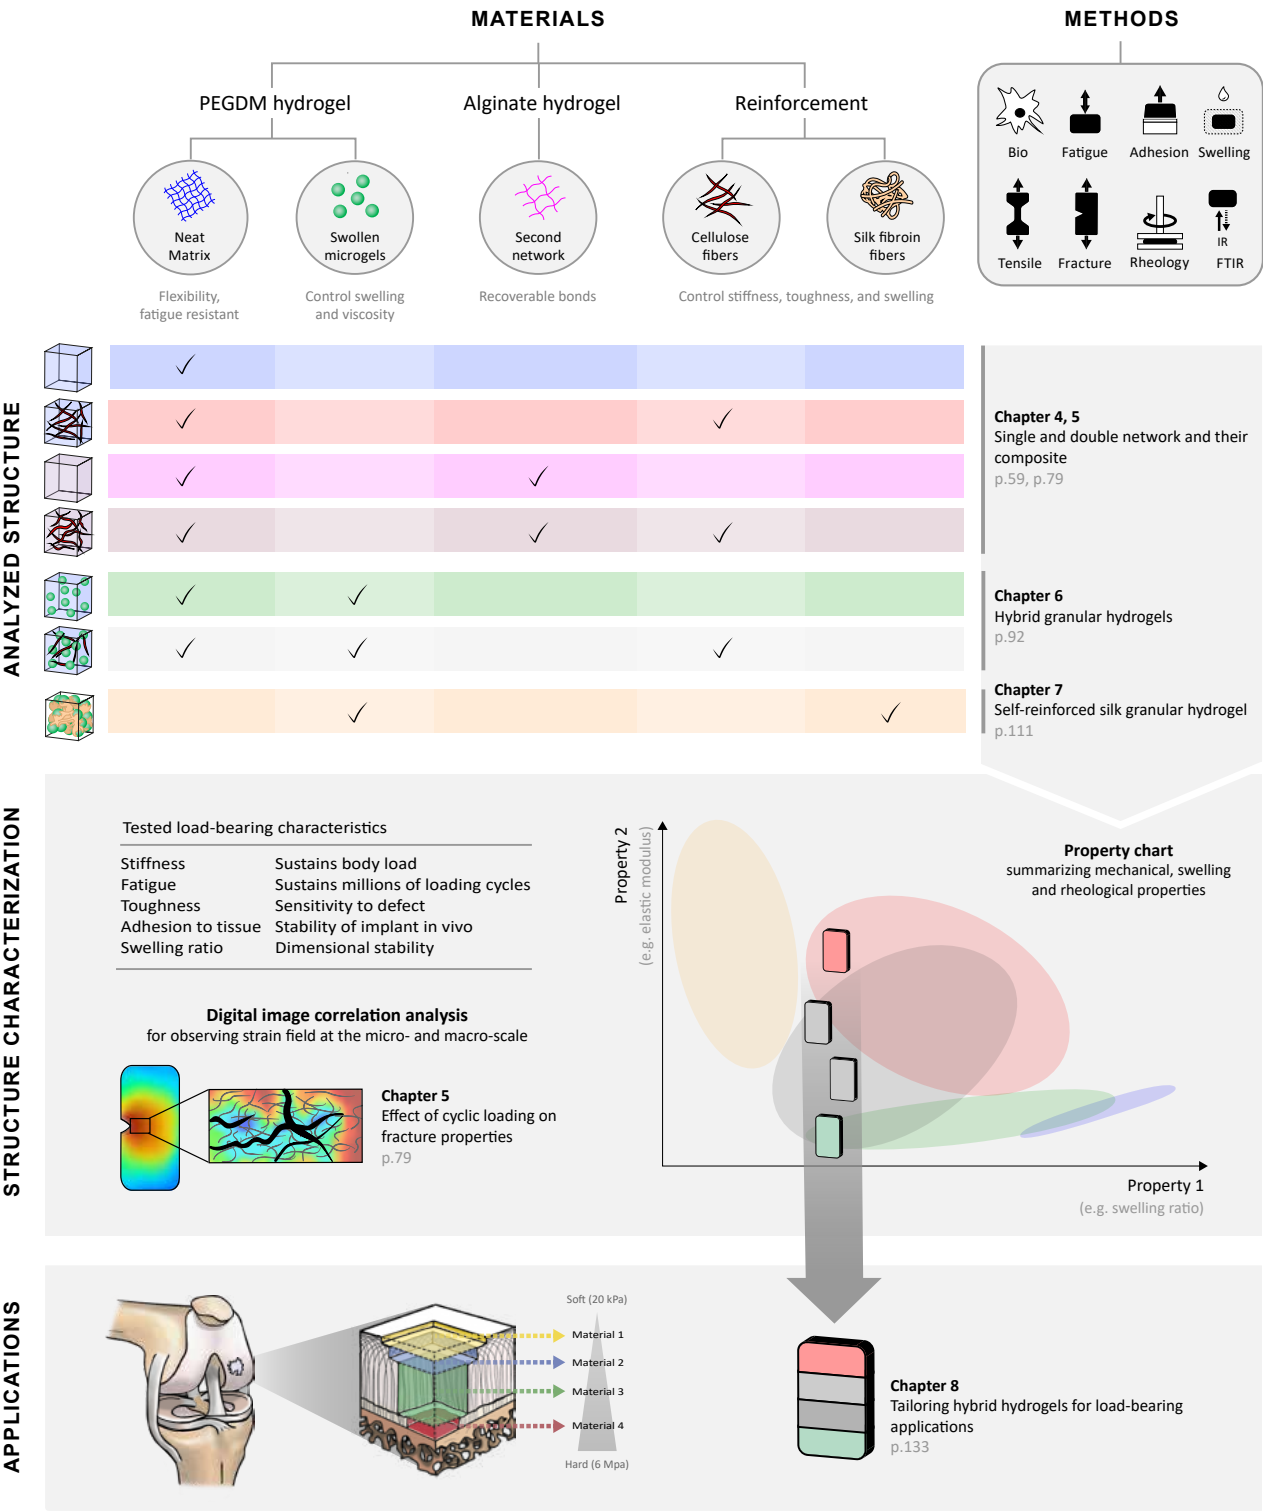 MATERIALS
METHODS
PEGDM hydrogel
Alginate hydrogel
Reinforcement
Neat
Matrix
Swollen
microgels
Second
network
Cellulose
fibers
Silk fibroin
fibers
Flexibility,
fatigue resistant
Control swelling
and viscosity
Recoverable bonds
Control stiffness, toughness, and swelling
Bio
Fatigue
Adhesion
Swelling
Tensile
Fracture
Rheology
IR
FTIR
ANALYZED STRUCTURE
Chapter 4, 5
Single and double network and their
composite
p.59, p.79
Chapter 6
Hybrid granular hydrogels
p.92
Chapter 7
Self-reinforced silk granular hydrogel
p.111
STRUCTURE CHARACTERIZATION
Tested load-bearing characteristics
Stiffness Sustains body load
Fatigue Sustains millions of loading cycles
Toughness Sensitivity to defect
Adhesion to tissue Stability of implant in vivo
Swelling ratio Dimensional stability
Digital image correlation analysis
for observing strain field at the micro- and macro-scale
Chapter 5
Effect of cyclic loading on
fracture properties
p.79
Property 2
(e.g. elastic modulus)
Property chart
summarizing mechanical, swelling
and rheological properties
Property 1
(e.g. swelling ratio)
APPLICATIONS
Soft (20 kPa)
Material 1
Material 2
Material 3
Material 4
Hard (6 Mpa)
Chapter 8
Tailoring hybrid hydrogels for load-bearing
applications
p.133